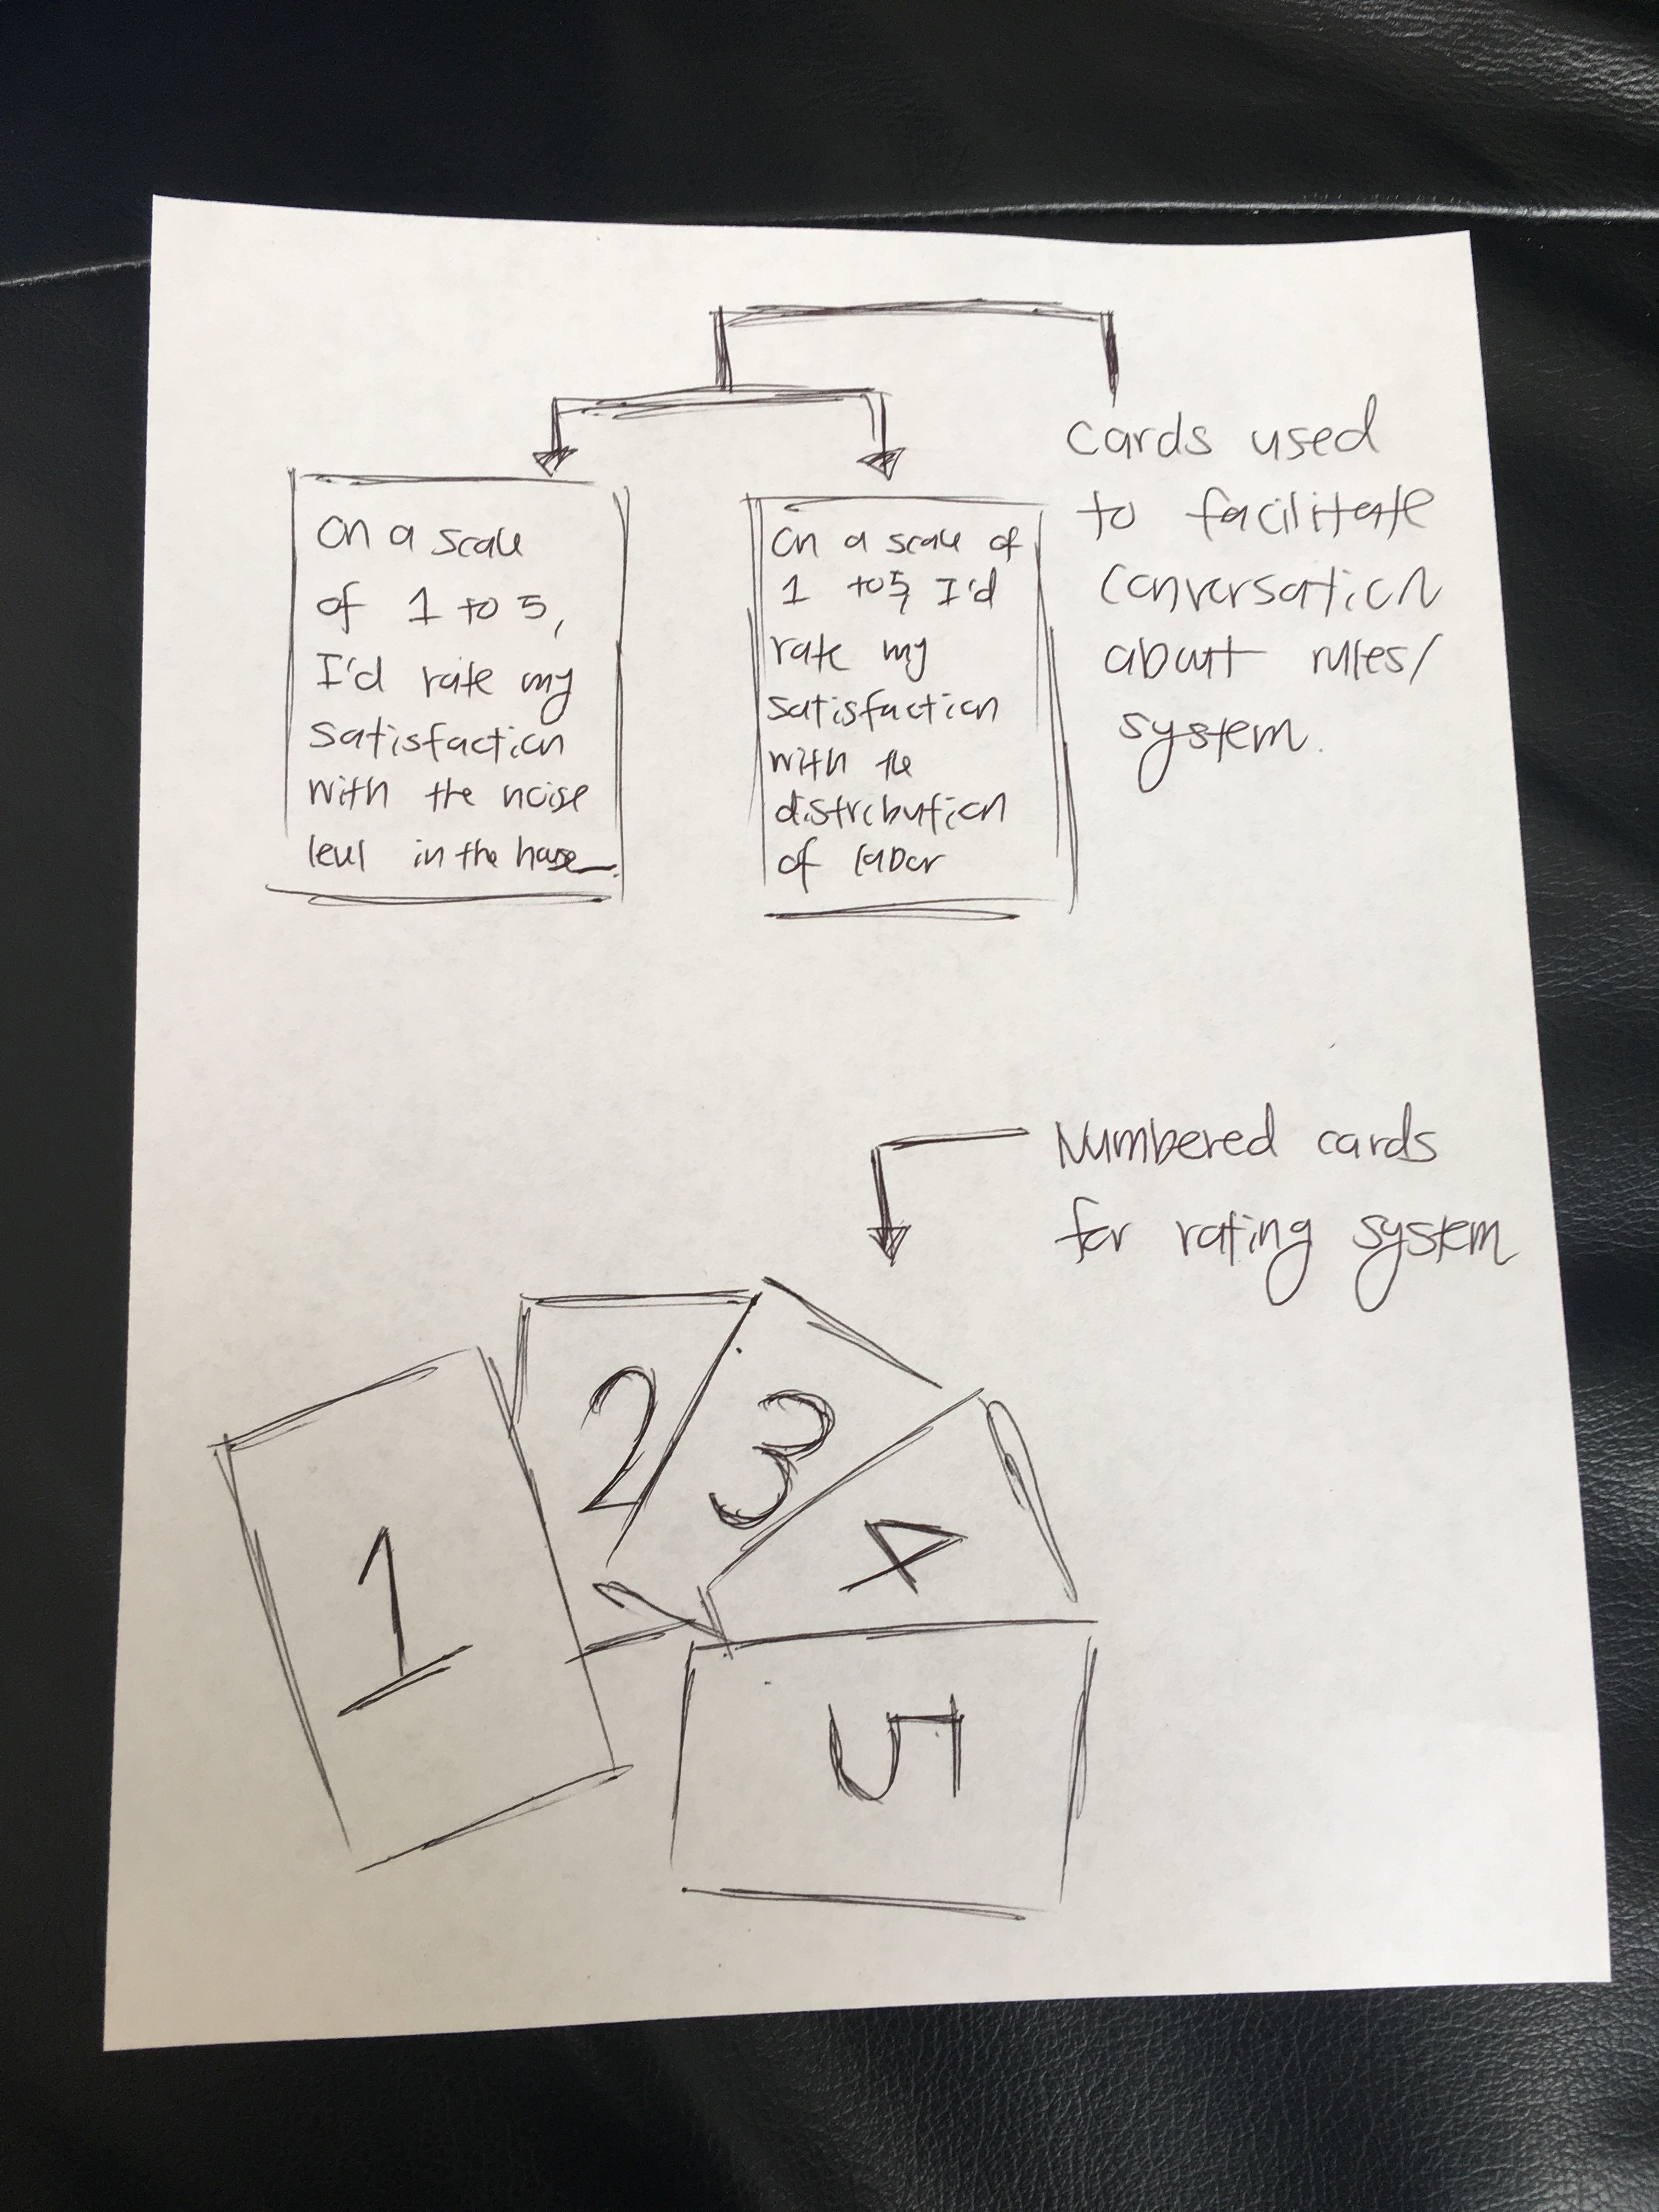 On a scale
of 1 to 5,
I'd rate my
satisfaction
with the noise
level in the house_.
On a scale of
1 to 5, I'd
rate my
satisfaction
with the
distribution
of labor
cards used
to facilitate
conversation
about rules/
system.
Numbered cards
for rating system
1
2
3
4
5